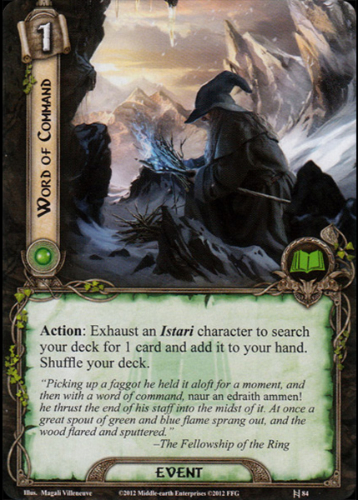 1
WORD OF COMMAND
Action: Exhaust an Istari character to search
your deck for 1 card and add it to your hand.
Shuffle your deck.
"Picking up a faggot he held it aloft for a moment, and
then with a word of command, naur an edraith ammen!
he thrust the end of his staff into the midst of it. At once a
great spout of green and blue flame sprang out, and the
wood flared and sputtered."
–The Fellowship of the Ring
EVENT
Illus. Magali Villeneuve
©2012 Middle-earth Enterprises ©2012 FFG
84